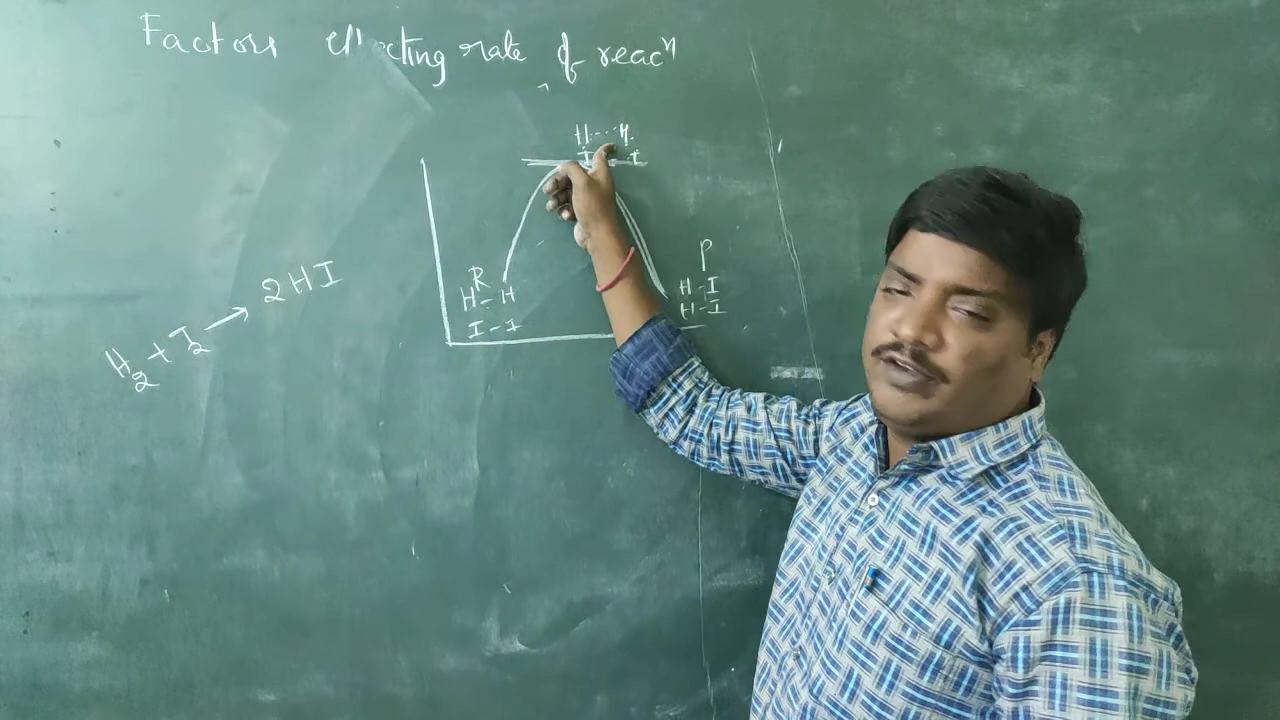 Factors effecting rate of reacⁿ
H---H
I I
P
R
H-H
I-I
H-I
H-I
H₂ + I₂ → 2HI